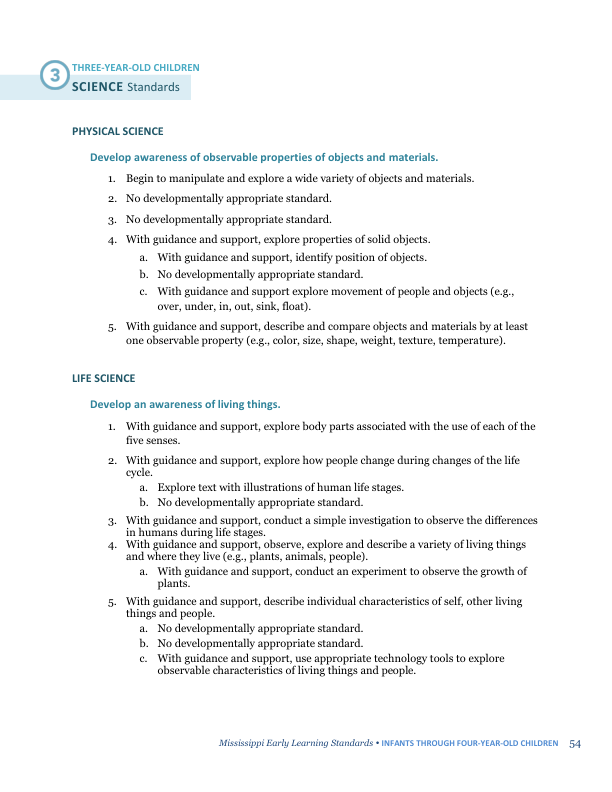 3
THREE-YEAR-OLD CHILDREN
SCIENCE Standards
PHYSICAL SCIENCE
Develop awareness of observable properties of objects and materials.
1. Begin to manipulate and explore a wide variety of objects and materials.
2. No developmentally appropriate standard.
3. No developmentally appropriate standard.
4. With guidance and support, explore properties of solid objects.
a. With guidance and support, identify position of objects.
b. No developmentally appropriate standard.
c. With guidance and support explore movement of people and objects (e.g.,
over, under, in, out, sink, float).
5. With guidance and support, describe and compare objects and materials by at least
one observable property (e.g., color, size, shape, weight, texture, temperature).
LIFE SCIENCE
Develop an awareness of living things.
1. With guidance and support, explore body parts associated with the use of each of the
five senses.
2. With guidance and support, explore how people change during changes of the life
cycle.
a. Explore text with illustrations of human life stages.
b. No developmentally appropriate standard.
3. With guidance and support, conduct a simple investigation to observe the differences
in humans during life stages.
4. With guidance and support, observe, explore and describe a variety of living things
and where they live (e.g., plants, animals, people).
a. With guidance and support, conduct an experiment to observe the growth of
plants.
5. With guidance and support, describe individual characteristics of self, other living
things and people.
a. No developmentally appropriate standard.
b. No developmentally appropriate standard.
c. With guidance and support, use appropriate technology tools to explore
observable characteristics of living things and people.
Mississippi Early Learning Standards • INFANTS THROUGH FOUR-YEAR-OLD CHILDREN 54